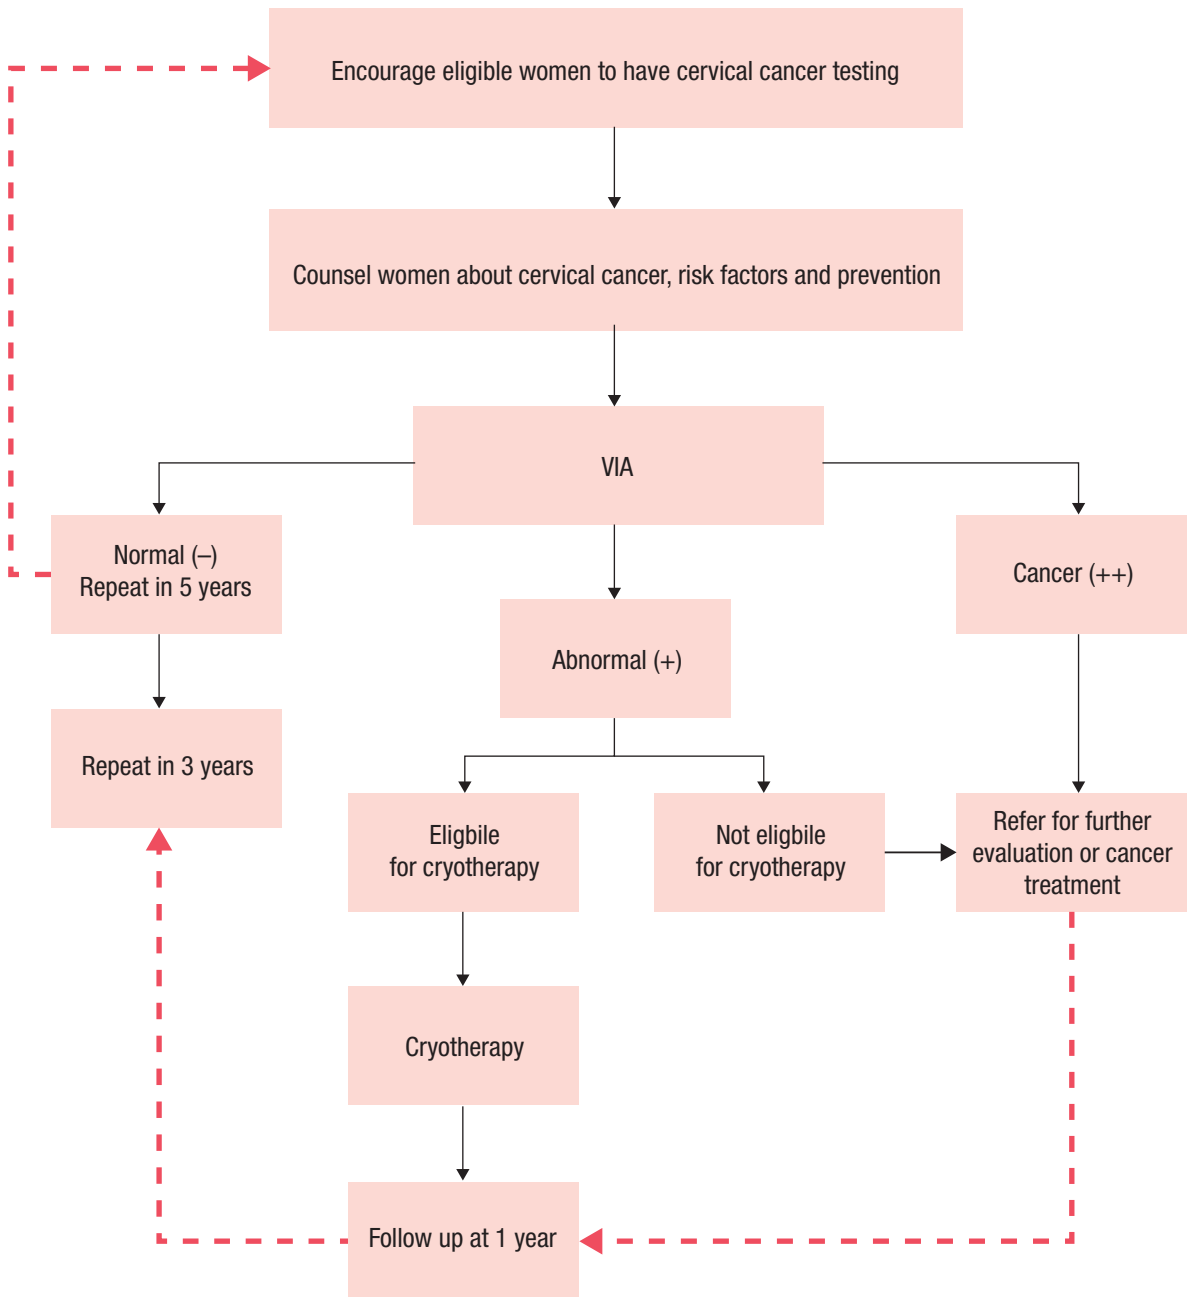 Encourage eligible women to have cervical cancer testing
Counsel women about cervical cancer, risk factors and prevention
VIA
Normal (–)
Repeat in 5 years
Cancer (++)
Abnormal (+)
Repeat in 3 years
Eligbile
for cryotherapy
Not eligbile
for cryotherapy
Refer for further
evaluation or cancer
treatment
Cryotherapy
Follow up at 1 year